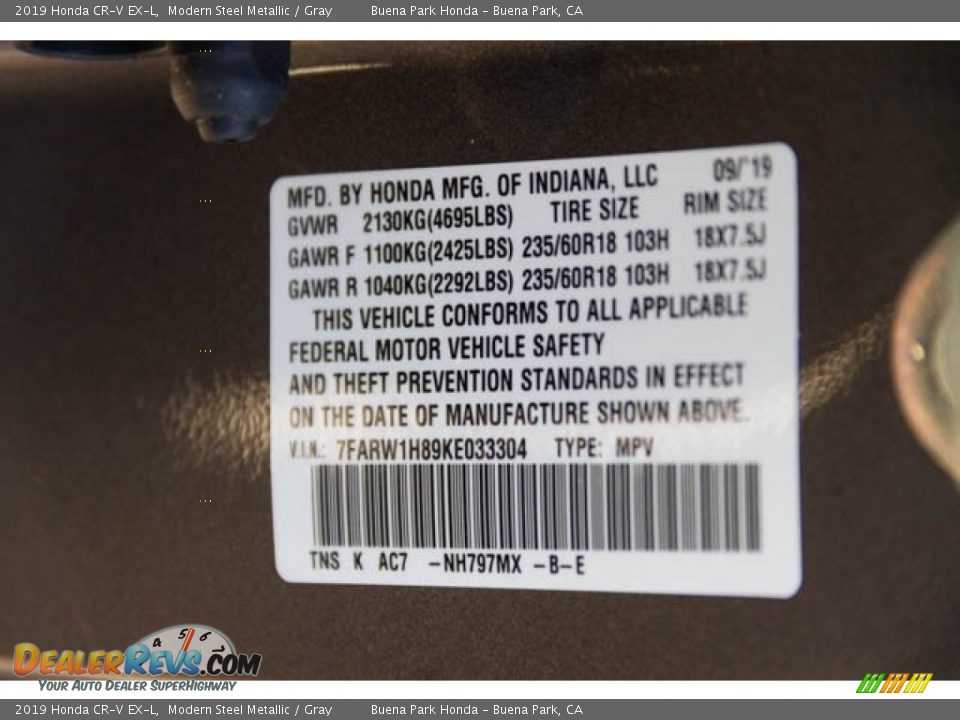 2019 Honda CR-V EX-L,  Modern Steel Metallic / Gray        Buena Park Honda - Buena Park, CA
09/'19
MFD. BY HONDA MFG. OF INDIANA, LLC
GVWR 2130KG(4695LBS) TIRE SIZE RIM SIZE
GAWR F 1100KG(2425LBS) 235/60R18 103H 18X7.5J
GAWR R 1040KG(2292LBS) 235/60R18 103H 18X7.5J
THIS VEHICLE CONFORMS TO ALL APPLICABLE
FEDERAL MOTOR VEHICLE SAFETY
AND THEFT PREVENTION STANDARDS IN EFFECT
ON THE DATE OF MANUFACTURE SHOWN ABOVE.
V.I.N.: 7FARW1H89KE033304 TYPE: MPV
TNS K AC7 -NH797MX -B-E
4 5 6 7
DEALERREVS.COM
YOUR AUTO DEALER SUPERHIGHWAY
2019 Honda CR-V EX-L,  Modern Steel Metallic / Gray        Buena Park Honda - Buena Park, CA